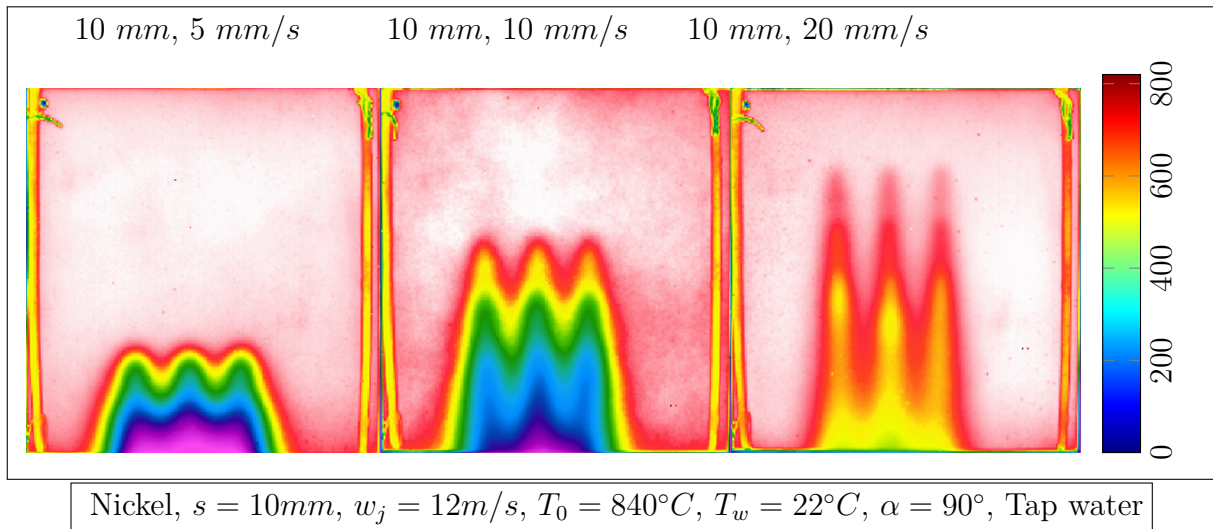 10 mm, 5 mm/s 10 mm, 10 mm/s 10 mm, 20 mm/s
800
600
400
200
0
Nickel, s = 10mm, w_j = 12m/s, T_0 = 840°C, T_w = 22°C, α = 90°, Tap water